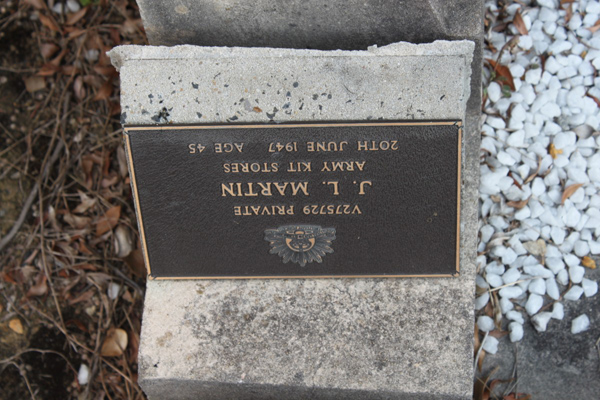 V275729 PRIVATE
J. L. MARTIN
ARMY KIT STORES
20TH JUNE 1947 AGE 45